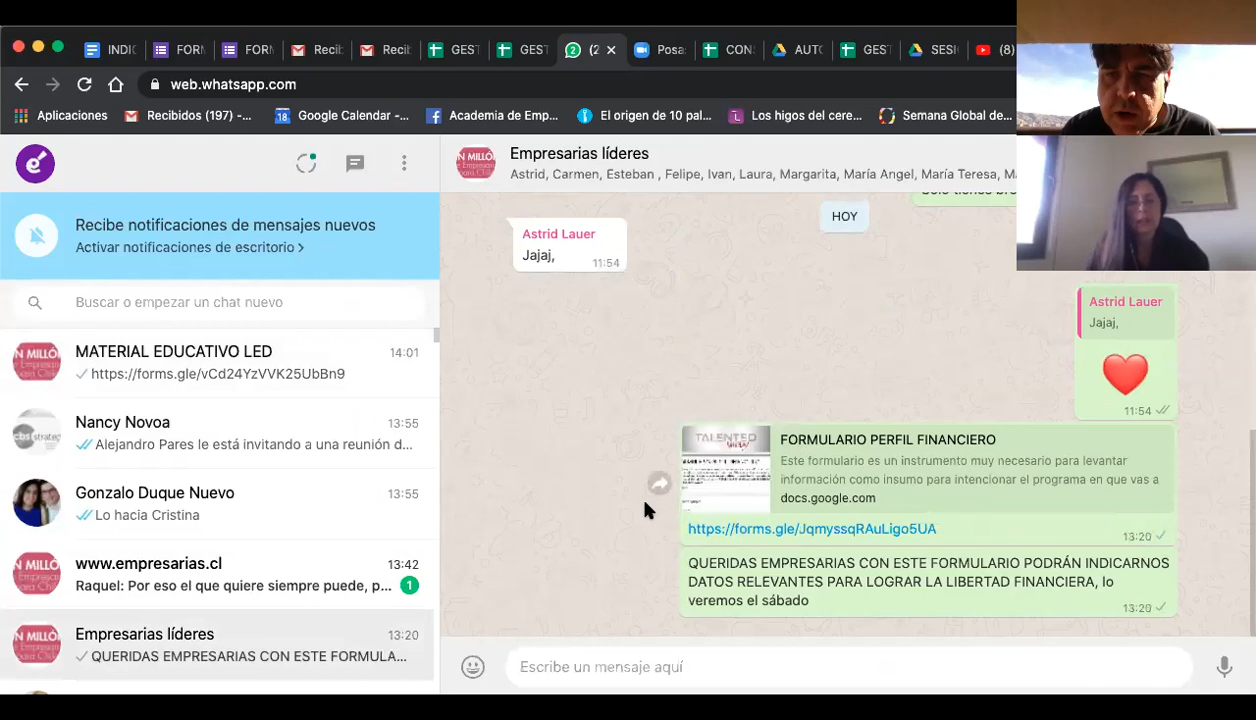 INDIC
FORM
FORM
Recib
Recib
GEST
GEST
2
(2
Posa
CON
AUTO
GEST
SESI
(8)
web.whatsapp.com
Aplicaciones
Recibidos (197) -...
18
Google Calendar -...
Academia de Emp...
El origen de 10 pal...
Los higos del cere...
Semana Global de...
Recibe notificaciones de mensajes nuevos
Activar notificaciones de escritorio >
Buscar o empezar un chat nuevo
MATERIAL EDUCATIVO LED
14:01
https://forms.gle/vCd24YzVVK25UbBn9
Nancy Novoa
13:55
Alejandro Pares le está invitando a una reunión d...
Gonzalo Duque Nuevo
13:55
Lo hacia Cristina
www.empresarias.cl
13:42
Raquel: Por eso el que quiere siempre puede, p...
1
Empresarias líderes
13:20
QUERIDAS EMPRESARIAS CON ESTE FORMULA...
Empresarias líderes
Astrid, Carmen, Esteban , Felipe, Ivan, Laura, Margarita, María Angel, María Teresa, Ma
HOY
Astrid Lauer
Jajaj,
11:54
Astrid Lauer
Jajaj,
11:54
TALENTED
FORMULARIO PERFIL FINANCIERO
Este formulario es un instrumento muy necesario para levantar
información como insumo para intencionar el programa en que vas a
docs.google.com
https://forms.gle/JqmyssqRAuLigo5UA
13:20
QUERIDAS EMPRESARIAS CON ESTE FORMULARIO PODRÁN INDICARNOS
DATOS RELEVANTES PARA LOGRAR LA LIBERTAD FINANCIERA, lo
veremos el sábado
13:20
Escribe un mensaje aquí